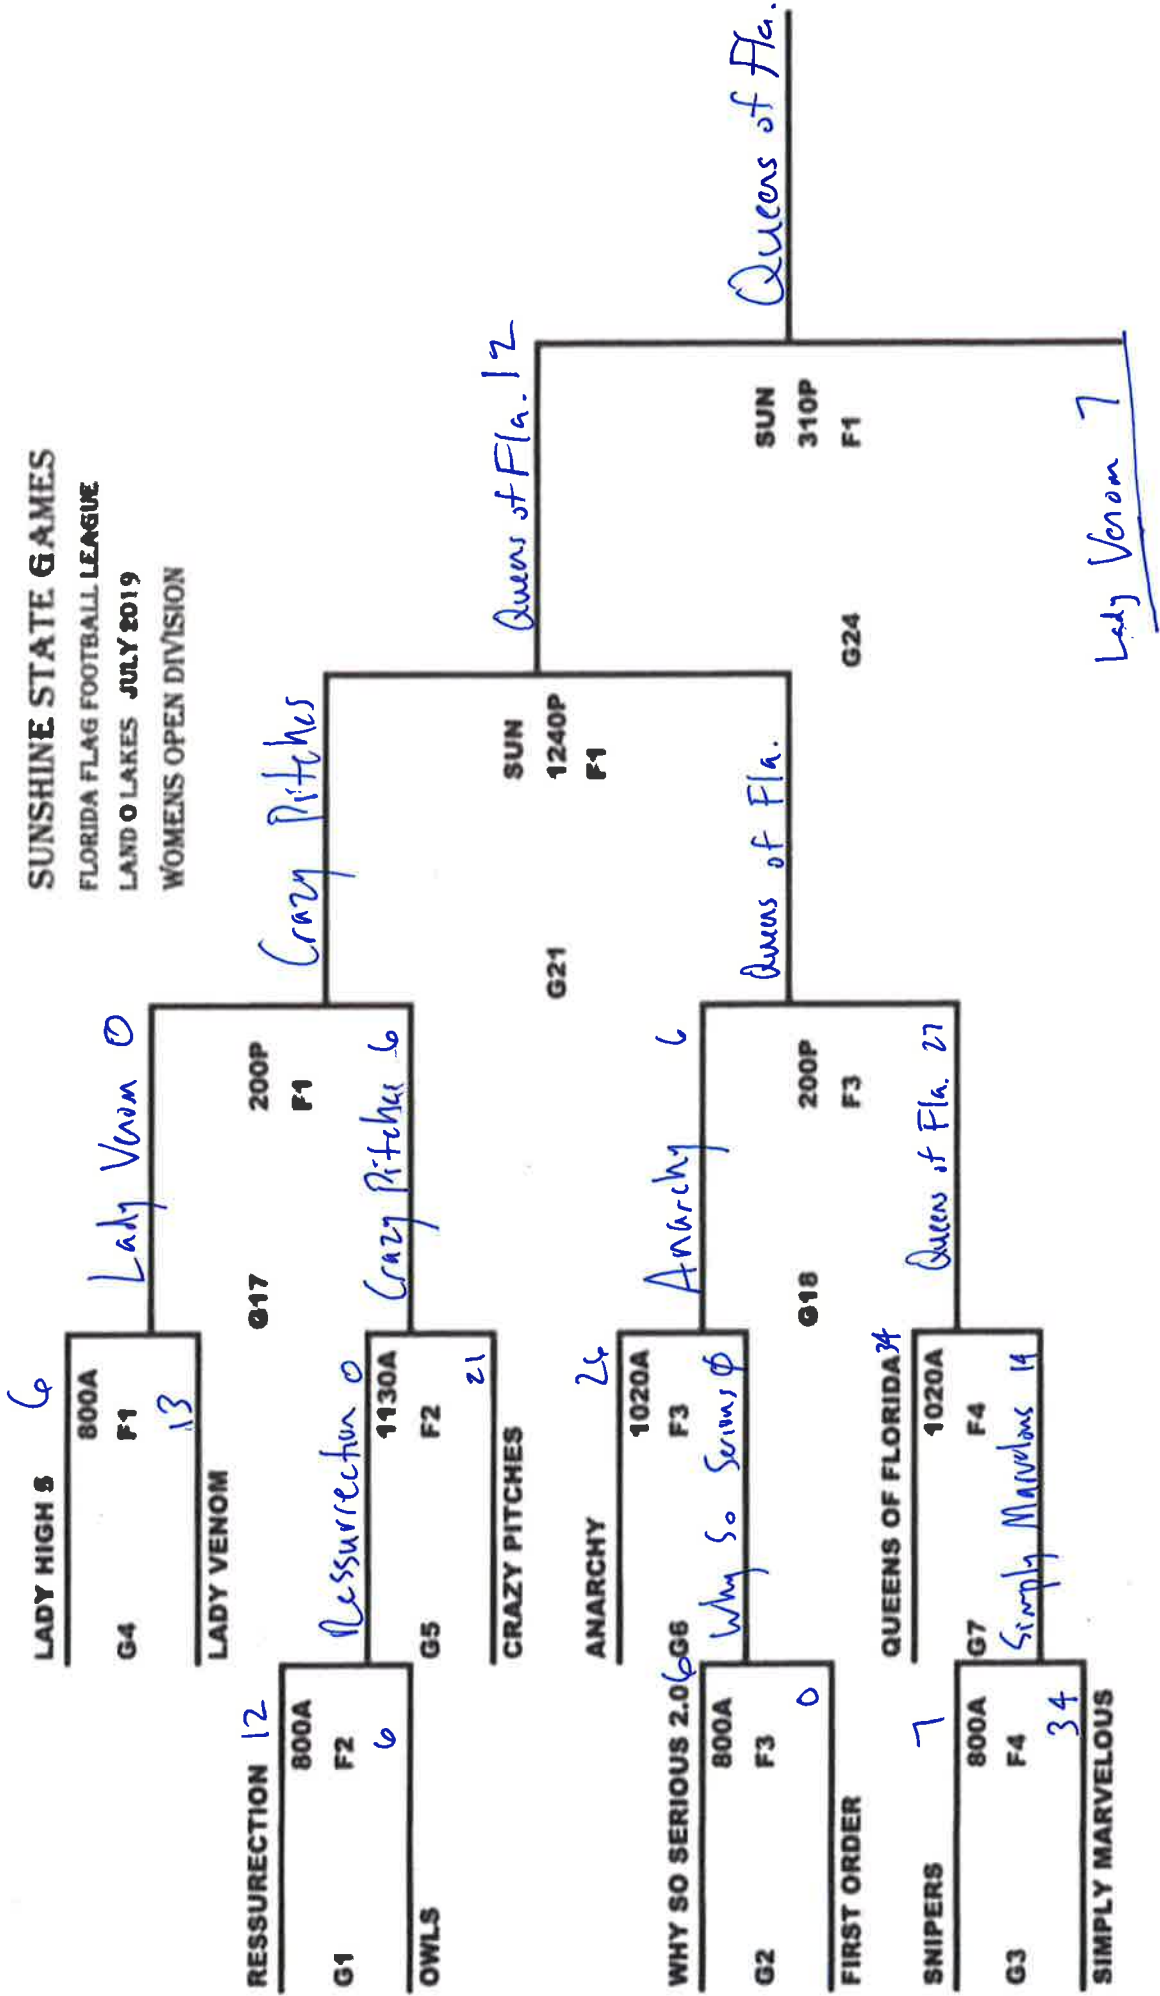 SUNSHINE STATE GAMES
FLORIDA FLAG FOOTBALL LEAGUE
LAND O LAKES JULY 2019
WOMENS OPEN DIVISION
LADY HIGH 5 6
G4 800A
F1
13
LADY VENOM
Lady Venom 0
RESSURECTION 12
G1 800A
F2
6
OWLS
Ressurrection 0
G5 1130A
F2
21
CRAZY PITCHES
G17 200P
F1
Crazy Pitches 6
Crazy Pitches
ANARCHY 26
G6 1020A
F3
WHY SO SERIOUS 2.0 6
G2 800A
F3
0
FIRST ORDER
Why So Serious 0
Anarchy 6
G18 200P
F3
QUEENS OF FLORIDA 34
G7 1020A
F4
SNIPERS 7
G3 800A
F4
34
SIMPLY MARVELOUS
Simply Marvelous 14
Queens of Fla. 27
Queens of Fla.
G21 SUN
1240P
F1
Queens of Fla. 12
G24 SUN
310P
F1
Lady Venom 7
Queens of Fla.